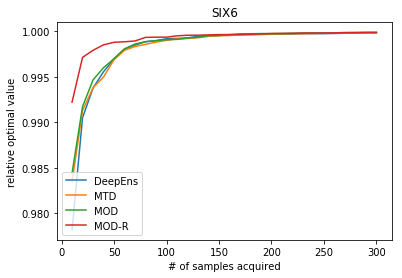 SIX6
1.000
0.995
0.990
0.985
0.980
relative optimal value
DeepEns
MTD
MOD
MOD-R
0 50 100 150 200 250 300
# of samples acquired